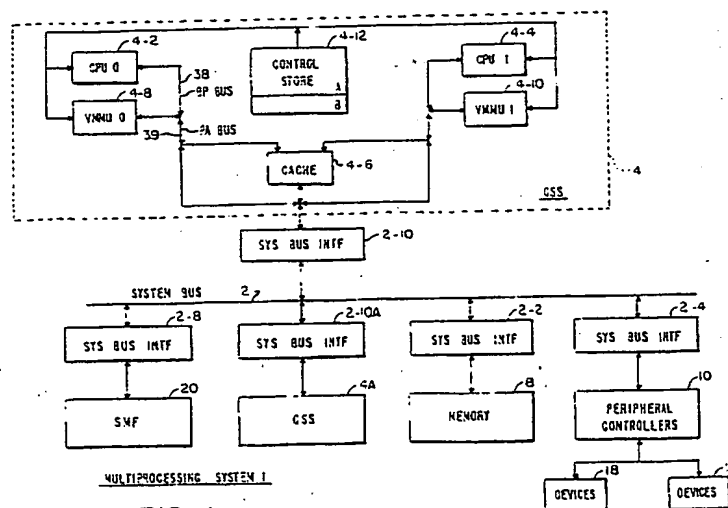 4-2
CPU 0
4-8
VMMU 0
38
BP BUS
39
PA BUS
4-12
CONTROL
STORE
A
B
4-4
CPU 1
4-10
VMMU 1
CACHE
4-6
4
CSS
SYS BUS INTF
2-10
SYSTEM BUS
2
2-8
SYS BUS INTF
2-10A
SYS BUS INTF
2-2
SYS BUS INTF
2-4
SYS BUS INTF
20
SMF
4A
CSS
8
MEMORY
10
PERIPHERAL
CONTROLLERS
MULTIPROCESSING SYSTEM 1
18
DEVICES
DEVICES